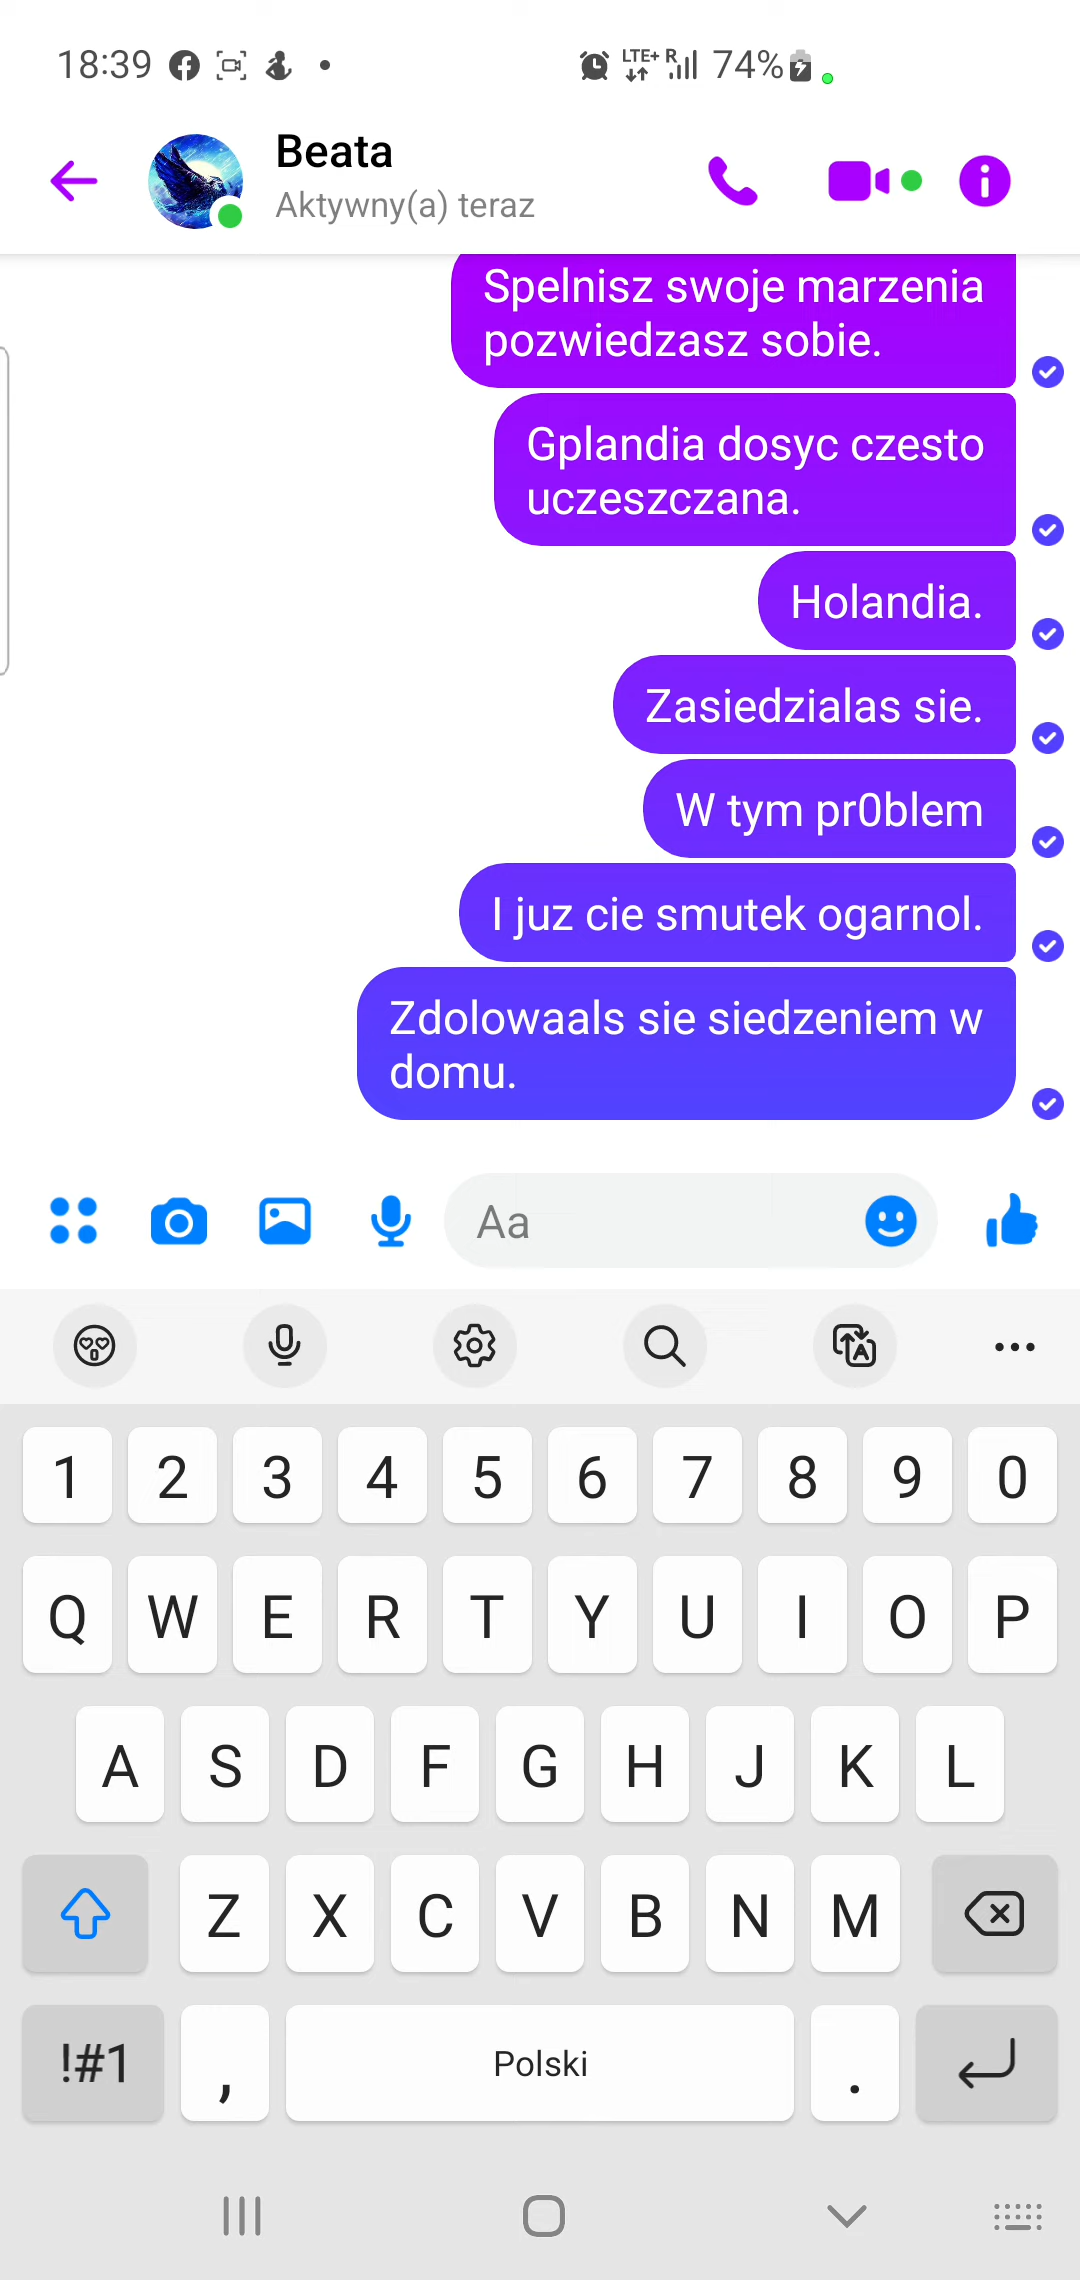 18:39
LTE+ R 74%
Beata
Aktywny(a) teraz
Spelnisz swoje marzenia
pozwiedzasz sobie.
Gplandia dosyc czesto
uczeszczana.
Holandia.
Zasiedzialas sie.
W tym pr0blem
I juz cie smutek ogarnol.
Zdolowaals sie siedzeniem w
domu.
Aa
1 2 3 4 5 6 7 8 9 0
Q W E R T Y U I O P
A S D F G H J K L
Z X C V B N M
!#1 , Polski .